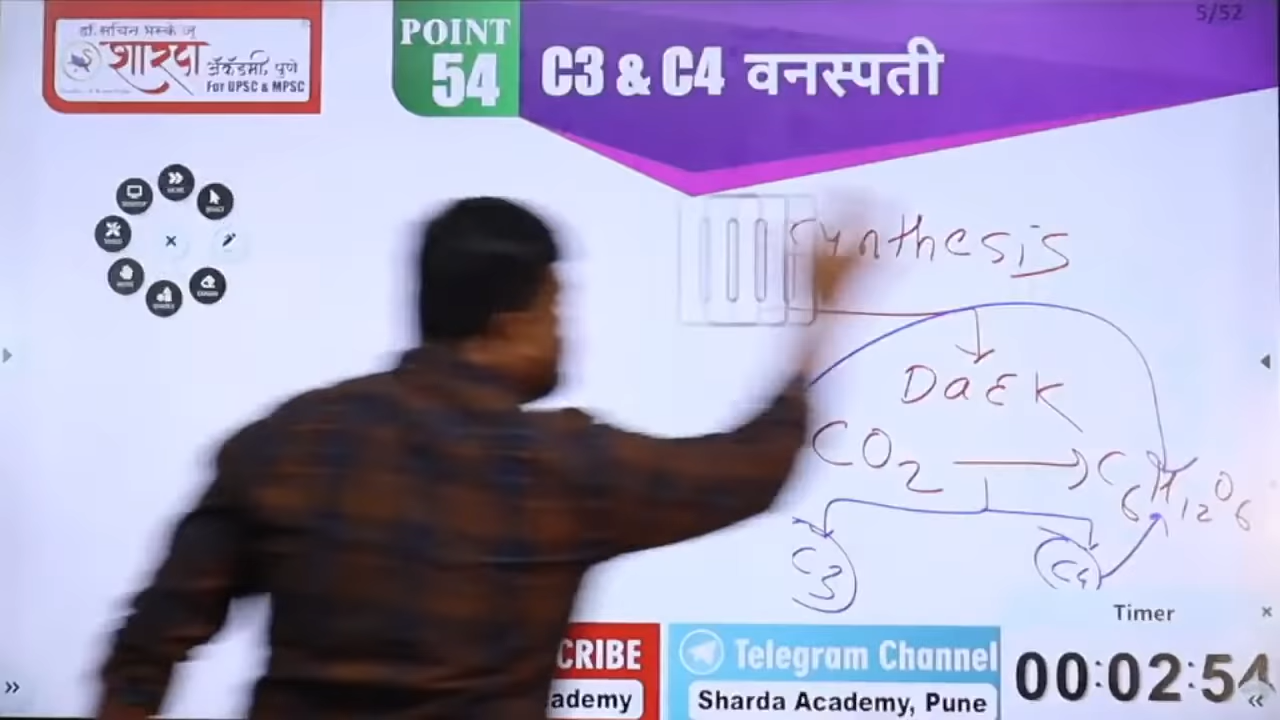 5/52
डॉ. सचिन भस्के
शारदा
ॲकॅडमी, पुणे
For UPSC & MPSC
POINT
54
C3 & C4 वनस्पती
synthesis
Dark
CO2 → C6H12O6
C3
C4
Timer
CRIBE
ademy
Telegram Channel
Sharda Academy, Pune
00:02:54